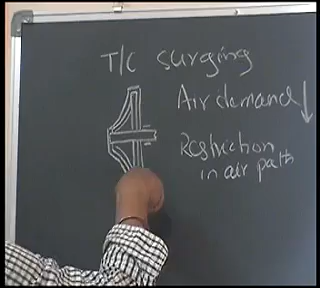 T/C surging
Air demand ↓
Restriction
in air path